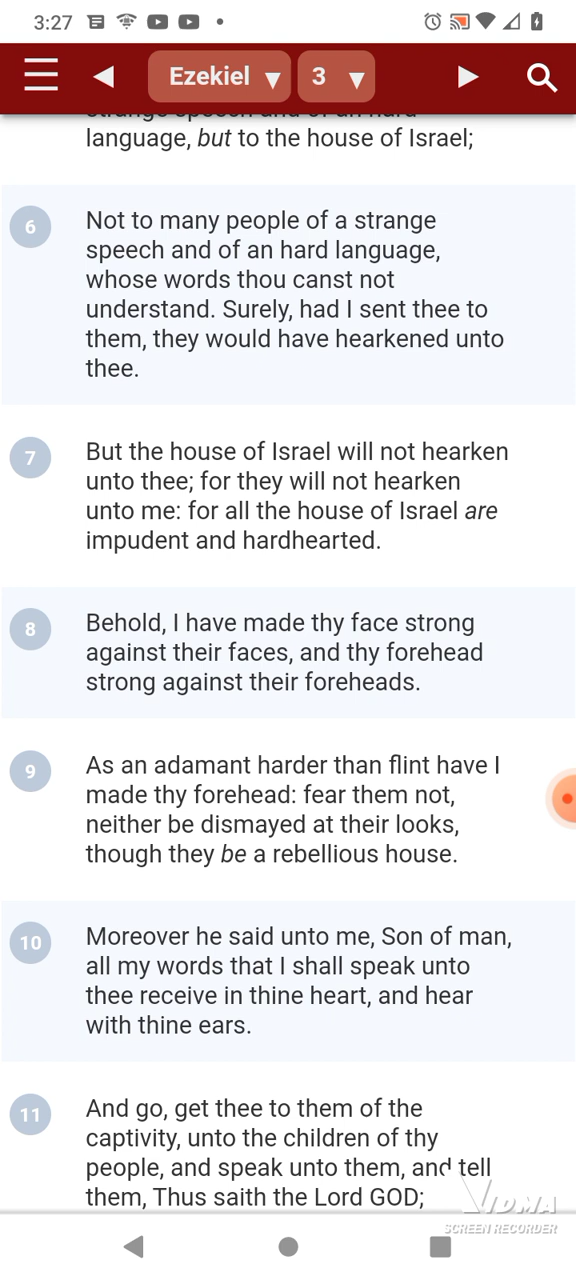 3:27
Ezekiel
3
strange speech and of an hard
language, but to the house of Israel;
6
Not to many people of a strange
speech and of an hard language,
whose words thou canst not
understand. Surely, had I sent thee to
them, they would have hearkened unto
thee.
7
But the house of Israel will not hearken
unto thee; for they will not hearken
unto me: for all the house of Israel are
impudent and hardhearted.
8
Behold, I have made thy face strong
against their faces, and thy forehead
strong against their foreheads.
9
As an adamant harder than flint have I
made thy forehead: fear them not,
neither be dismayed at their looks,
though they be a rebellious house.
10
Moreover he said unto me, Son of man,
all my words that I shall speak unto
thee receive in thine heart, and hear
with thine ears.
11
And go, get thee to them of the
captivity, unto the children of thy
people, and speak unto them, and tell
them, Thus saith the Lord GOD;
VIDMA
SCREEN RECORDER